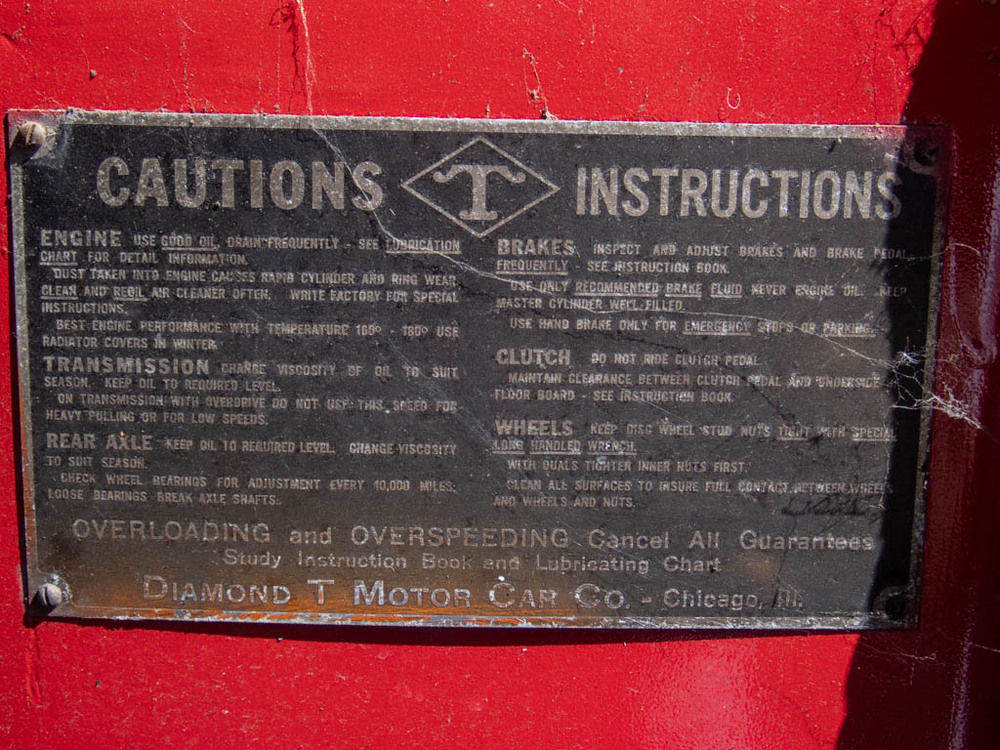 CAUTIONS T INSTRUCTIONS
ENGINE USE GOOD OIL, DRAIN FREQUENTLY - SEE LUBRICATION
CHART FOR DETAIL INFORMATION.
DUST TAKEN INTO ENGINE CAUSES RAPID CYLINDER AND RING WEAR
CLEAN AND REOIL AIR CLEANER OFTEN. WRITE FACTORY FOR SPECIAL
INSTRUCTIONS.
BEST ENGINE PERFORMANCE WITH TEMPERATURE 160° - 180° USE
RADIATOR COVERS IN WINTER.
TRANSMISSION CHANGE VISCOSITY OF OIL TO SUIT
SEASON. KEEP OIL TO REQUIRED LEVEL.
ON TRANSMISSION WITH OVERDRIVE DO NOT USE THIS SPEED FOR
HEAVY PULLING OR FOR LOW SPEEDS.
REAR AXLE KEEP OIL TO REQUIRED LEVEL. CHANGE VISCOSITY
TO SUIT SEASON.
CHECK WHEEL BEARINGS FOR ADJUSTMENT EVERY 10,000 MILES.
LOOSE BEARINGS BREAK AXLE SHAFTS.
BRAKES INSPECT AND ADJUST BRAKES AND BRAKE PEDAL
FREQUENTLY - SEE INSTRUCTION BOOK.
USE ONLY RECOMMENDED BRAKE FLUID NEVER ENGINE OIL. KEEP
MASTER CYLINDER WELL FILLED.
USE HAND BRAKE ONLY FOR EMERGENCY STOPS OR PARKING.
CLUTCH DO NOT RIDE CLUTCH PEDAL
MAINTAIN CLEARANCE BETWEEN CLUTCH PEDAL AND UNDERSIDE
FLOOR BOARD - SEE INSTRUCTION BOOK.
WHEELS KEEP DISC WHEEL STUD NUTS TIGHT WITH SPECIAL
LONG HANDLED WRENCH.
WITH DUALS TIGHTEN INNER NUTS FIRST.
CLEAN ALL SURFACES TO INSURE FULL CONTACT BETWEEN WHEELS
AND WHEELS AND NUTS.
OVERLOADING and OVERSPEEDING Cancel All Guarantees
Study Instruction Book and Lubricating Chart
DIAMOND T MOTOR CAR CO. - Chicago, Ill.